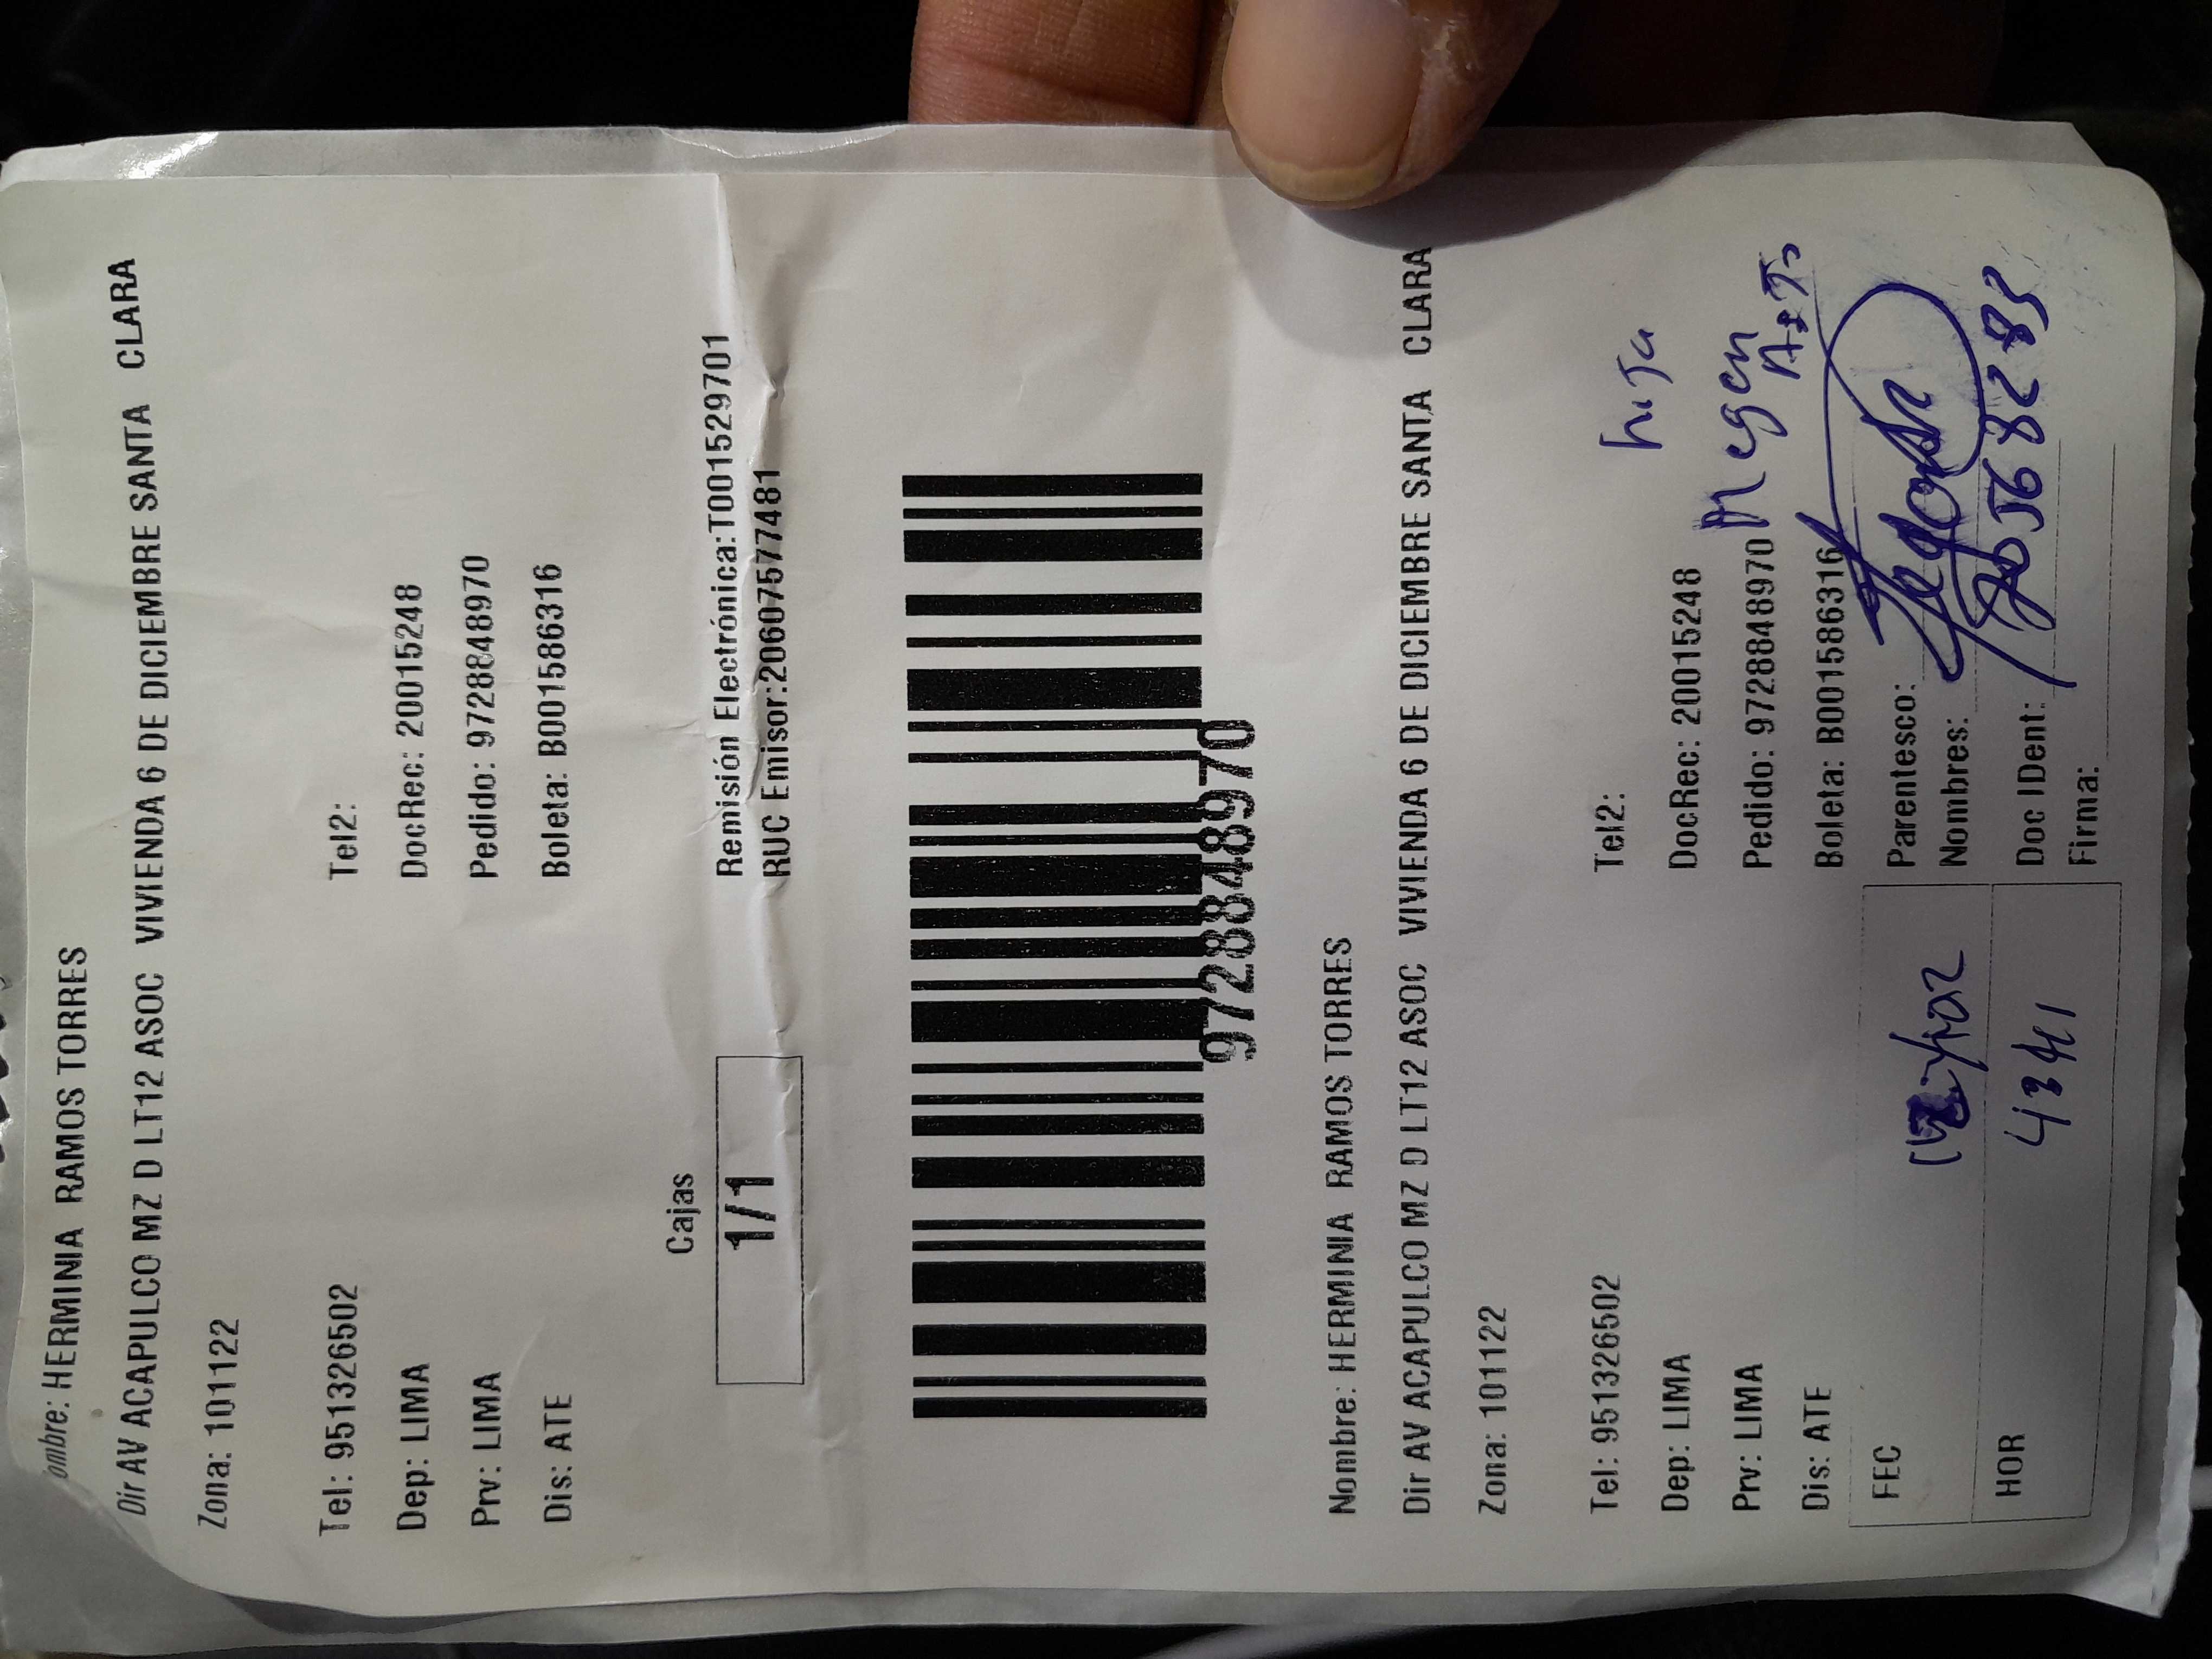 ombre: HERMINIA RAMOS TORRES
Dir AV ACAPULCO MZ D LT12 ASOC VIVIENDA 6 DE DICIEMBRE SANTA CLARA
Zona: 101122
Tel: 951326502 Tel2:
Dep: LIMA DocRec: 20015248
Prv: LIMA Pedido: 9728848970
Dis: ATE Boleta: B001586316
Cajas
1/1
Remisión Electrónica:T001529701
RUC Emisor:20607577481
9728848970
Nombre: HERMINIA RAMOS TORRES
Dir AV ACAPULCO MZ D LT12 ASOC VIVIENDA 6 DE DICIEMBRE SANTA CLARA
Zona: 101122
Tel: 951326502 Tel2:
hija
Dep: LIMA DocRec: 20015248
Prv: LIMA Pedido: 9728848970
Dis: ATE Boleta: B001586316
FEC
Parentesco:
Nombres:
HOR
Doc IDent:
Firma: